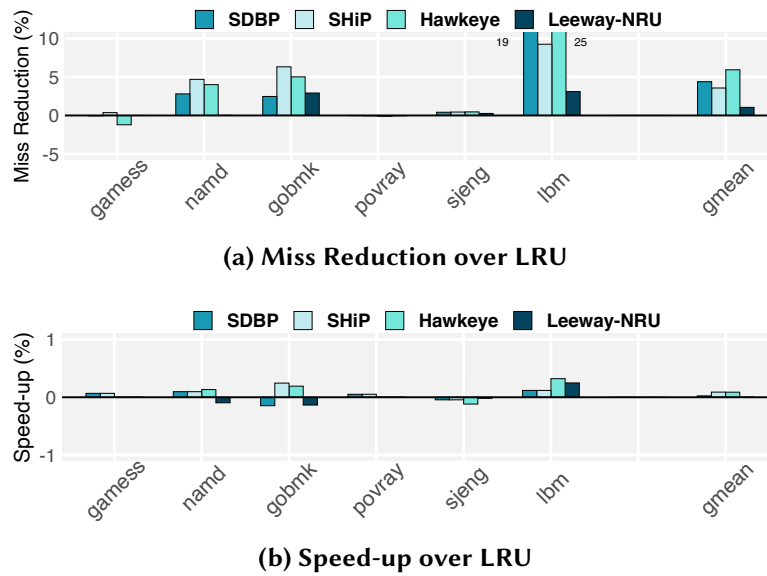 SDBP SHiP Hawkeye Leeway-NRU
Miss Reduction (%)
10
5
0
-5
19
25
gamess namd gobmk povray sjeng lbm gmean
(a) Miss Reduction over LRU
SDBP SHiP Hawkeye Leeway-NRU
Speed-up (%)
1
0
-1
gamess namd gobmk povray sjeng lbm gmean
(b) Speed-up over LRU